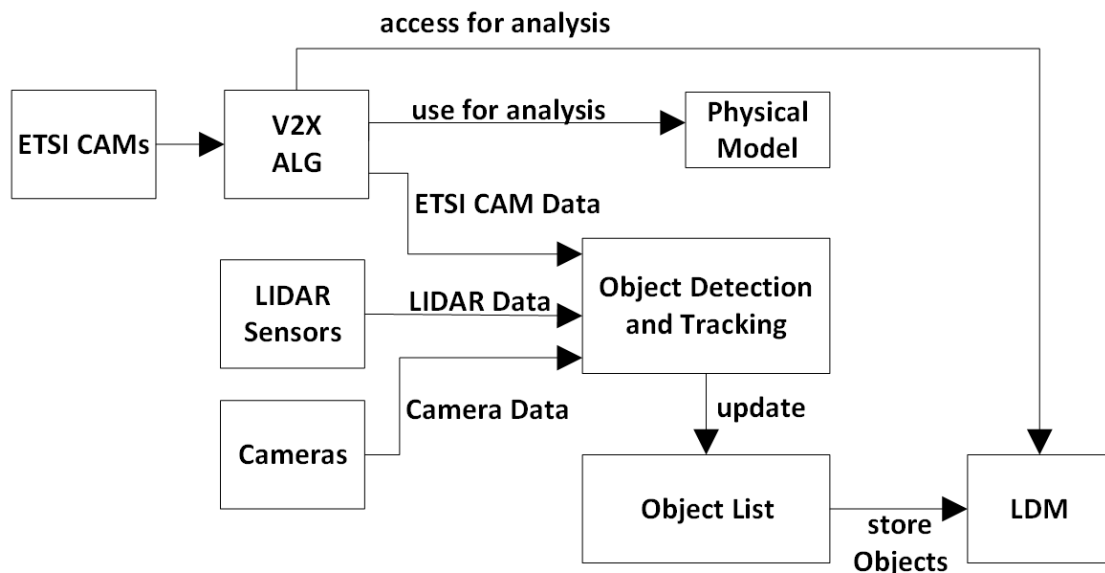 access for analysis
ETSI CAMs
V2X
ALG
use for analysis
Physical
Model
ETSI CAM Data
LIDAR
Sensors
LIDAR Data
Object Detection
and Tracking
Cameras
Camera Data
update
Object List
store
Objects
LDM